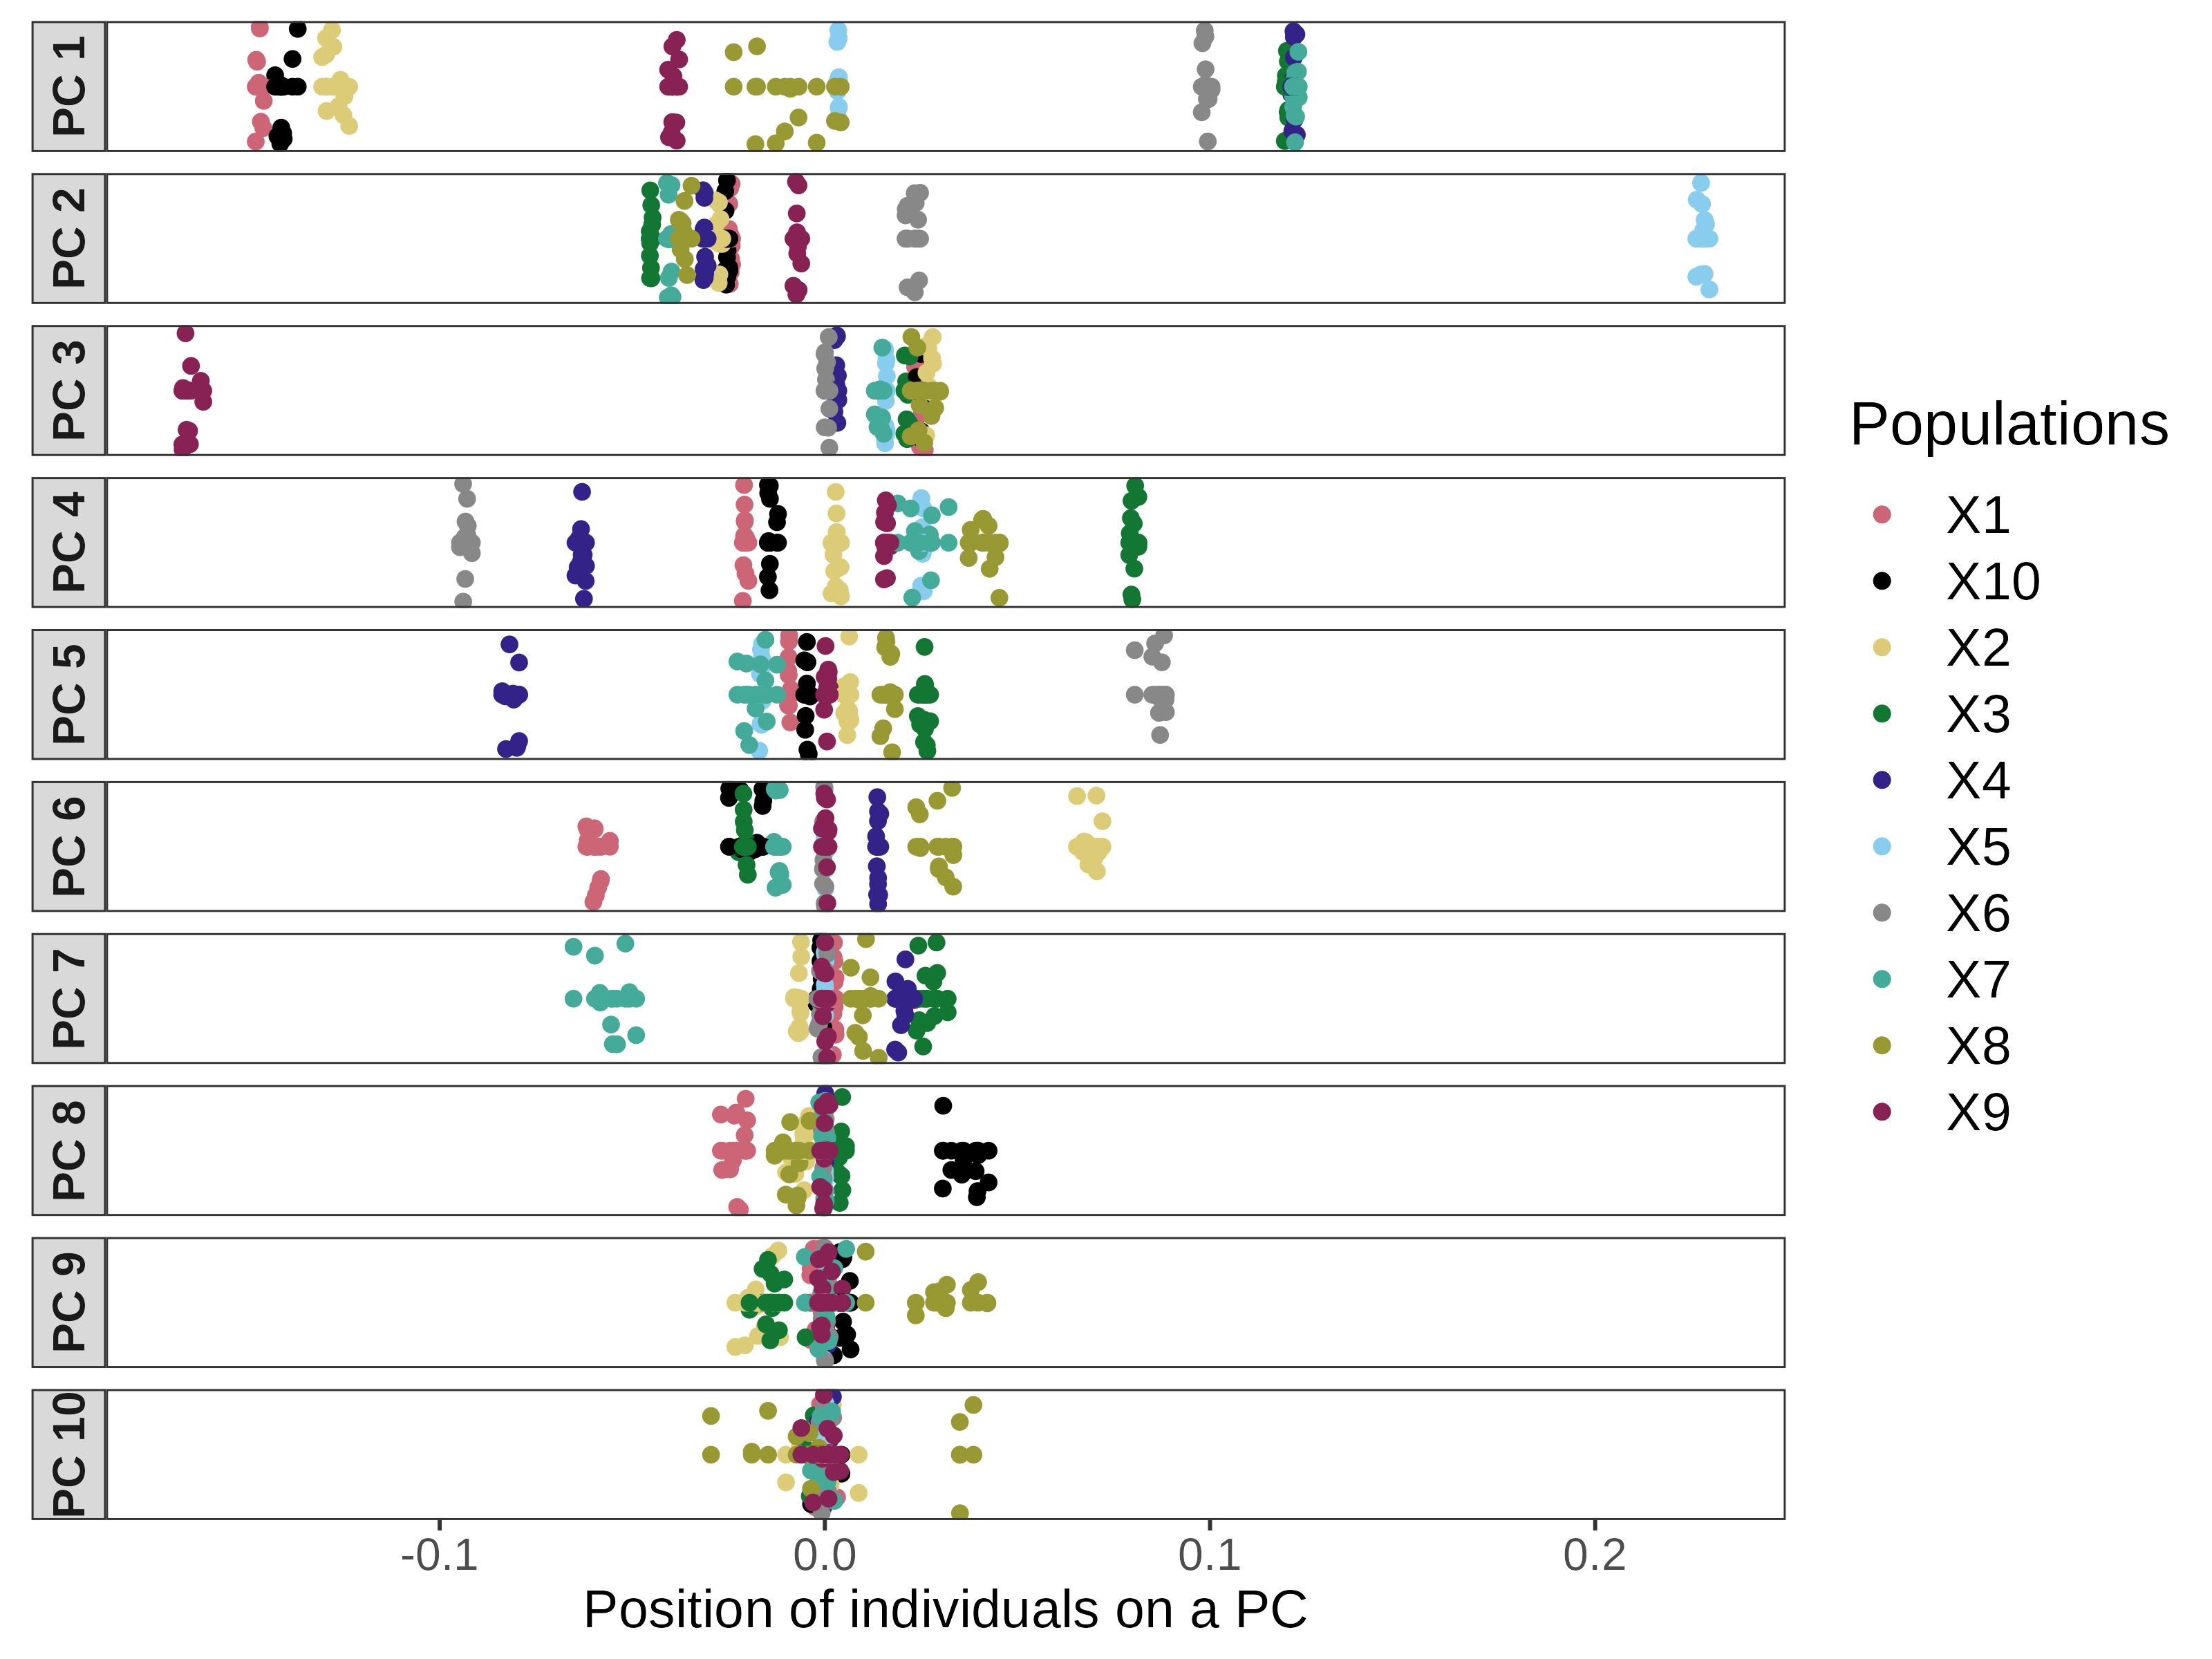 PC 1
PC 2
PC 3
PC 4
PC 5
PC 6
PC 7
PC 8
PC 9
PC 10
-0.1 0.0 0.1 0.2
Position of individuals on a PC
Populations
X1
X10
X2
X3
X4
X5
X6
X7
X8
X9